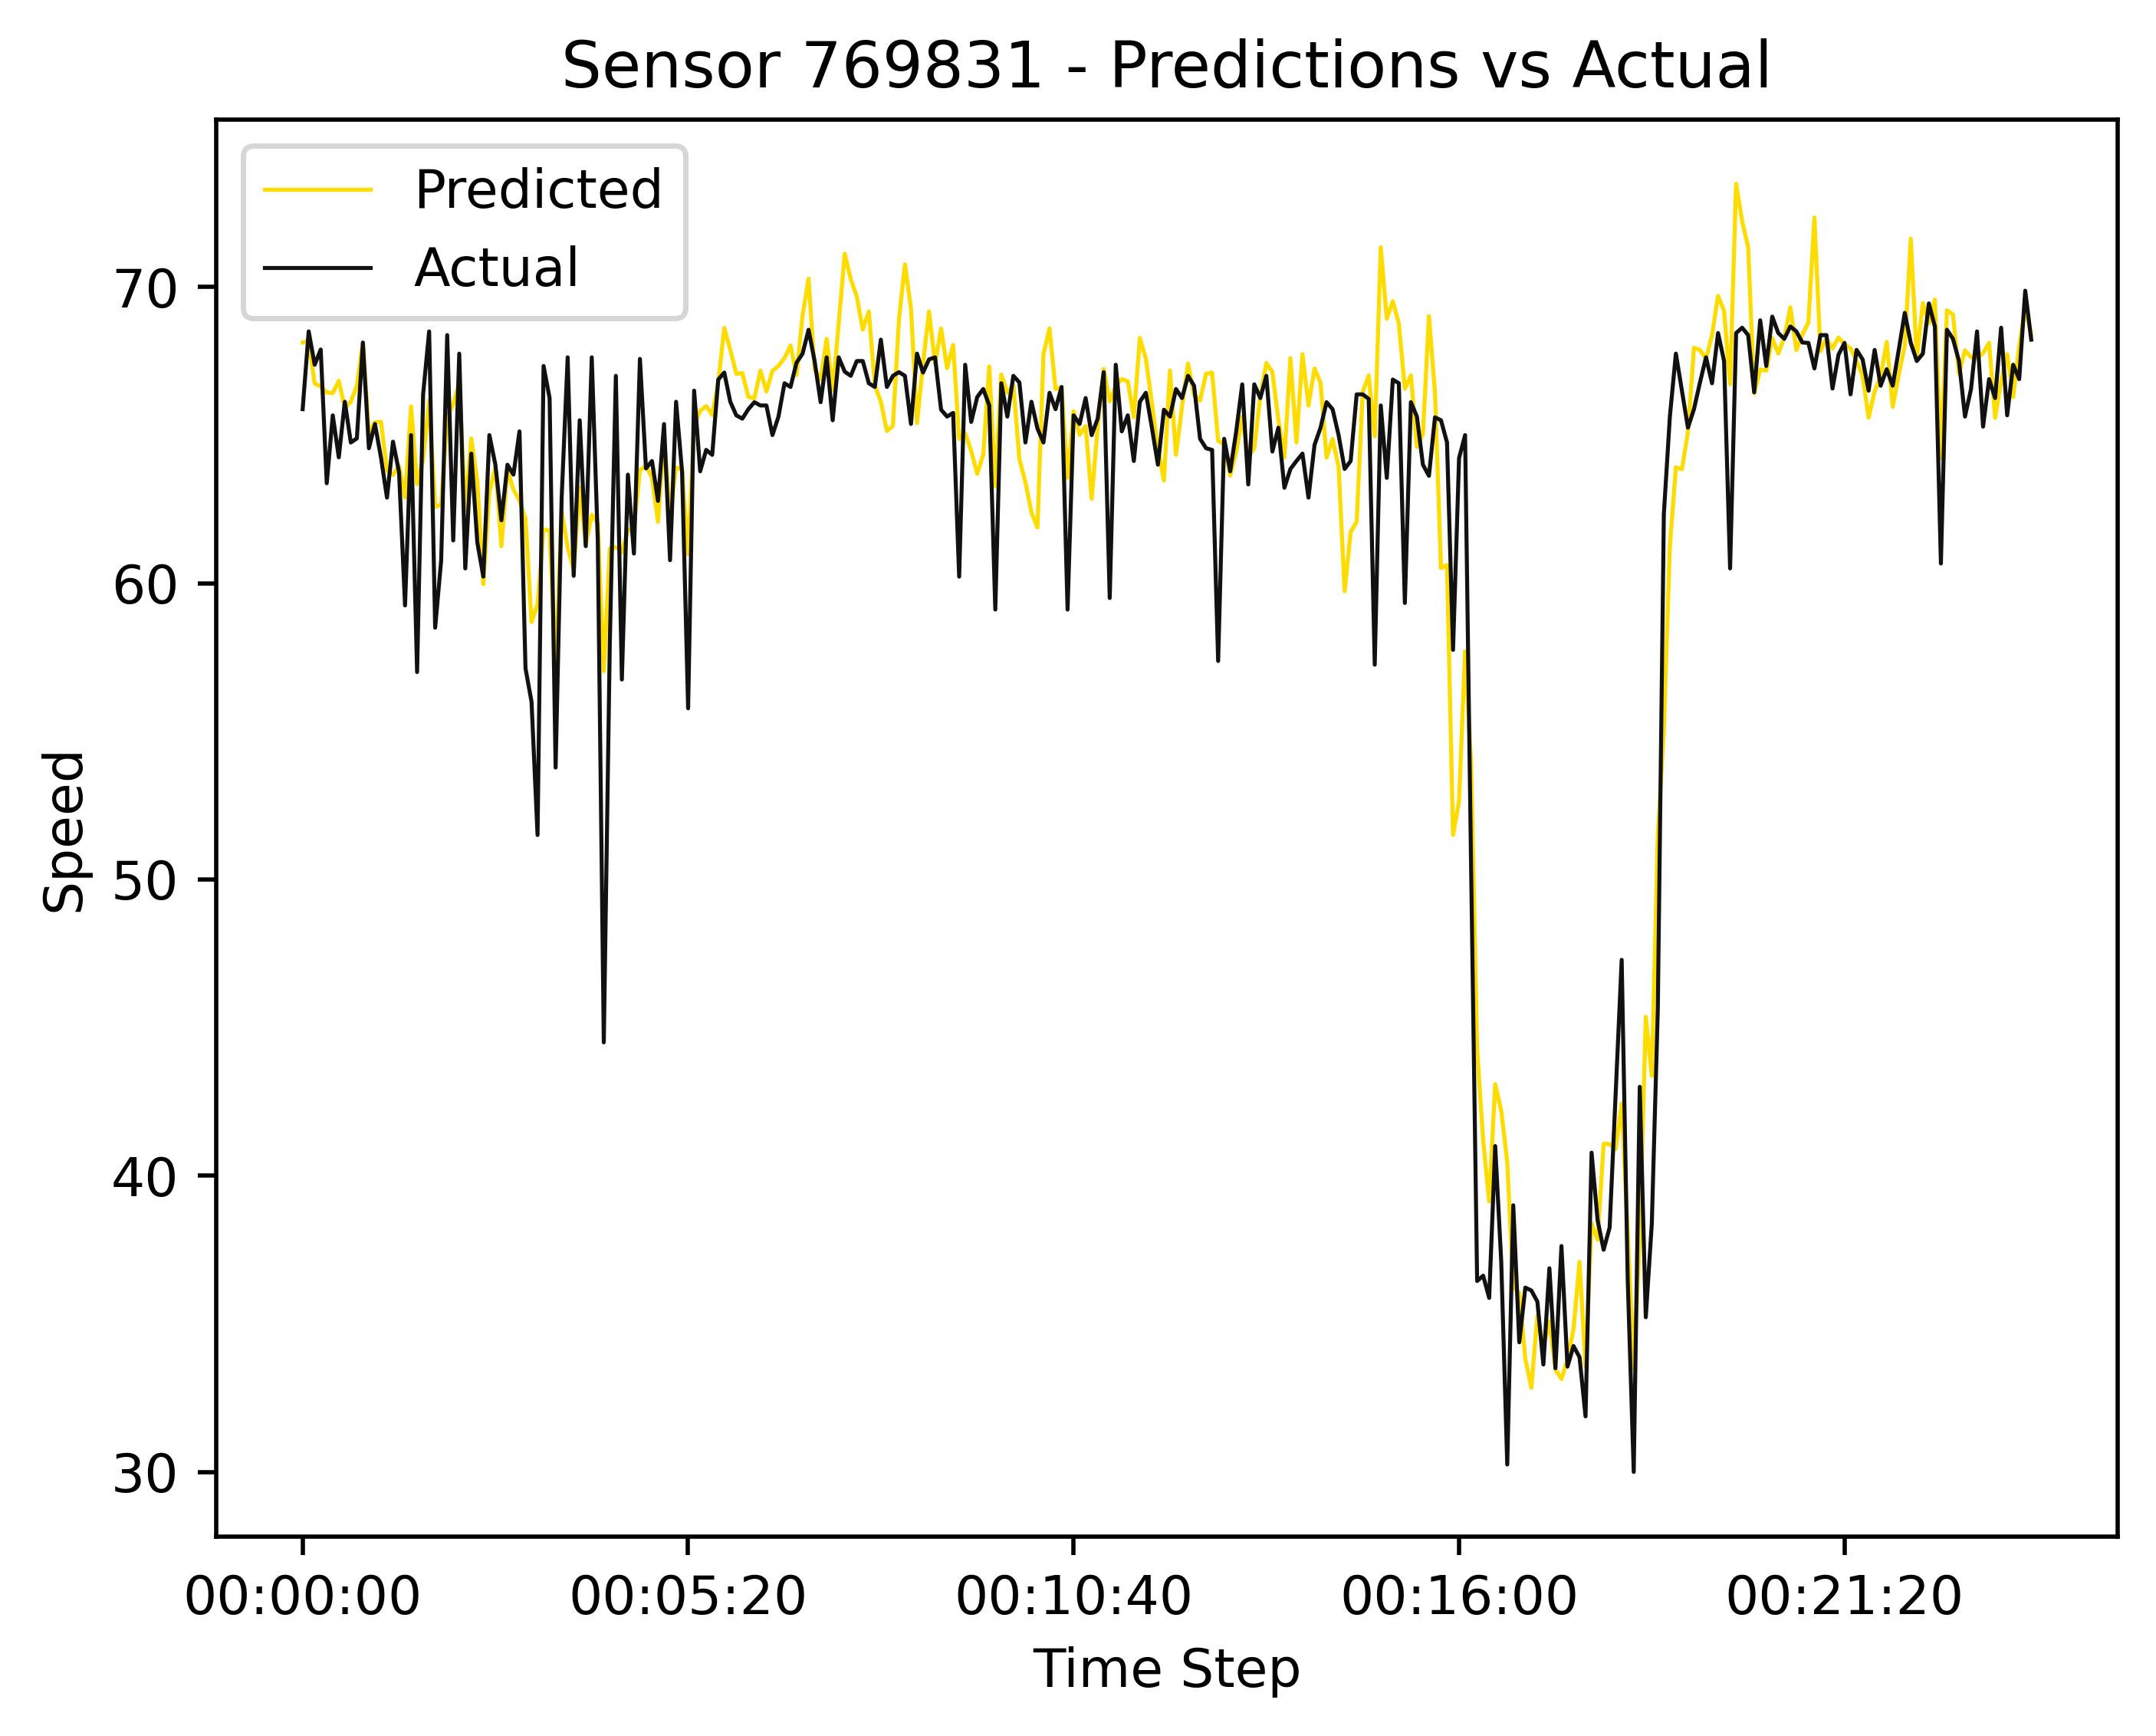 Sensor 769831 - Predictions vs Actual
Predicted
Actual
70
60
50
40
30
Speed
00:00:00 00:05:20 00:10:40 00:16:00 00:21:20
Time Step